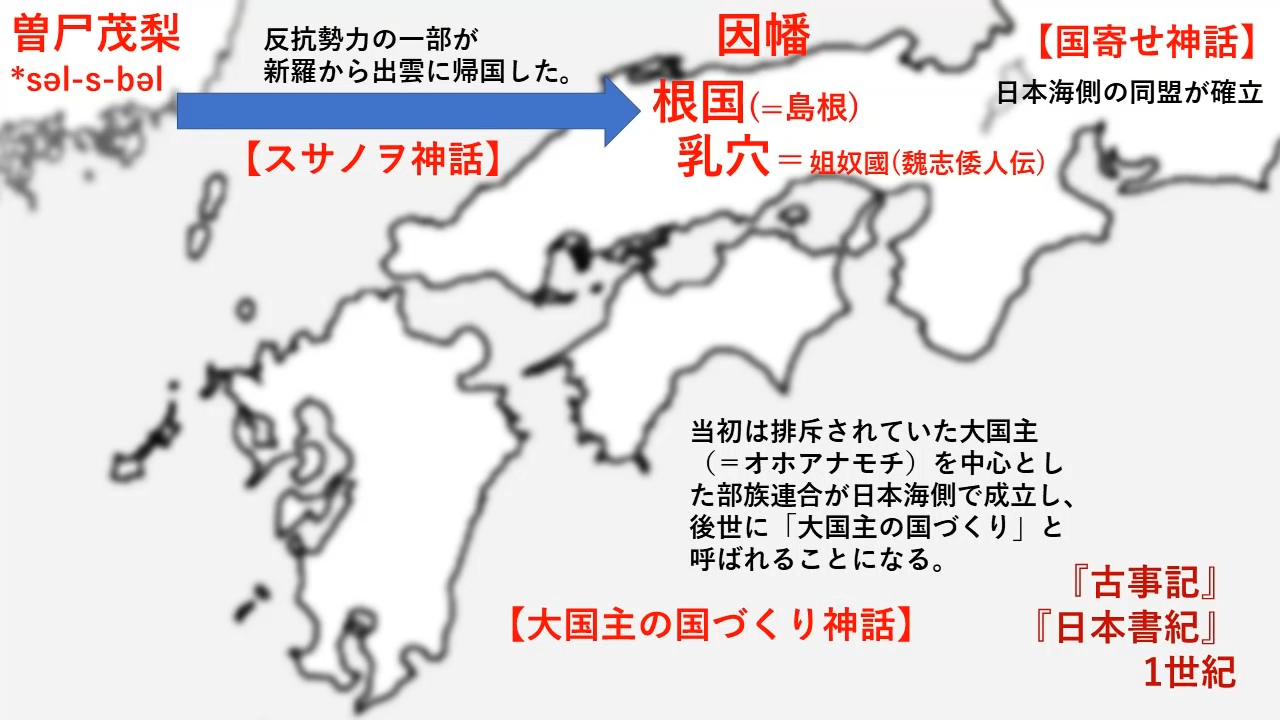 曽尸茂梨
*səl-s-bəl
反抗勢力の一部が
新羅から出雲に帰国した。
【スサノヲ神話】
因幡
根国(=島根)
乳穴＝姐奴國(魏志倭人伝)
【国寄せ神話】
日本海側の同盟が確立
当初は排斥されていた大国主
（＝オホアナモチ）を中心とし
た部族連合が日本海側で成立し、
後世に「大国主の国づくり」と
呼ばれることになる。
【大国主の国づくり神話】
『古事記』
『日本書紀』
1世紀